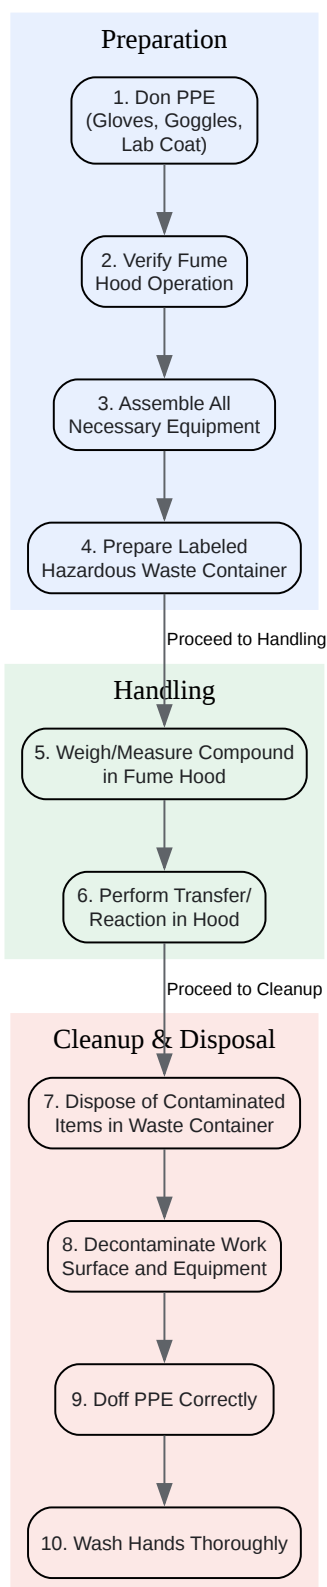 Preparation
1. Don PPE
(Gloves, Goggles,
Lab Coat)
2. Verify Fume
Hood Operation
3. Assemble All
Necessary Equipment
4. Prepare Labeled
Hazardous Waste Container
Proceed to Handling
Handling
5. Weigh/Measure Compound
in Fume Hood
6. Perform Transfer/
Reaction in Hood
Proceed to Cleanup
Cleanup & Disposal
7. Dispose of Contaminated
Items in Waste Container
8. Decontaminate Work
Surface and Equipment
9. Doff PPE Correctly
10. Wash Hands Thoroughly